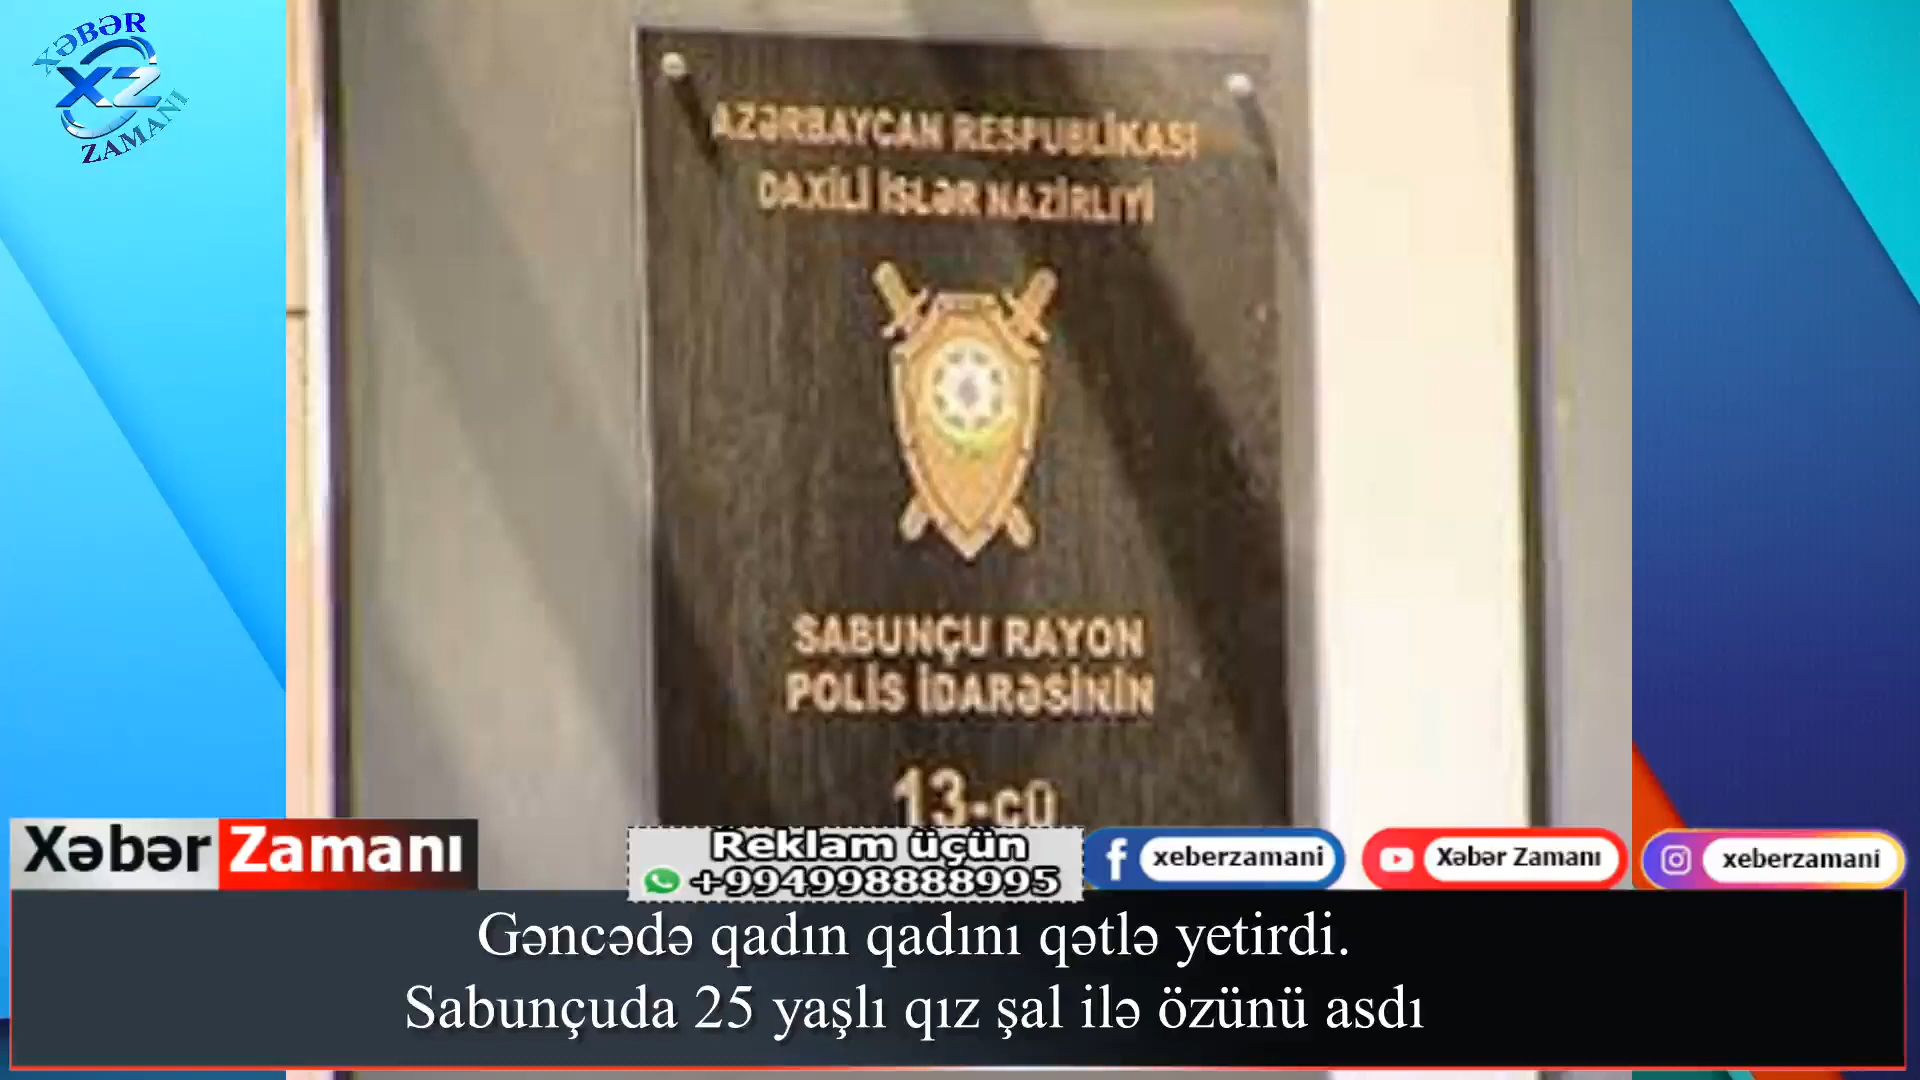 XƏBƏR
XZ
ZAMANI
AZƏRBAYCAN RESPUBLİKASI
DAXİLİ İŞLƏR NAZİRLİYİ
SABUNÇU RAYON
POLİS İDARƏSİNİN
13-cü
Xəbər Zamanı
Reklam üçün
+994998888995
xeberzamani
Xəbər Zamanı
xeberzamani
Gəncədə qadın qadını qətlə yetirdi.
Sabunçuda 25 yaşlı qız şal ilə özünü asdı